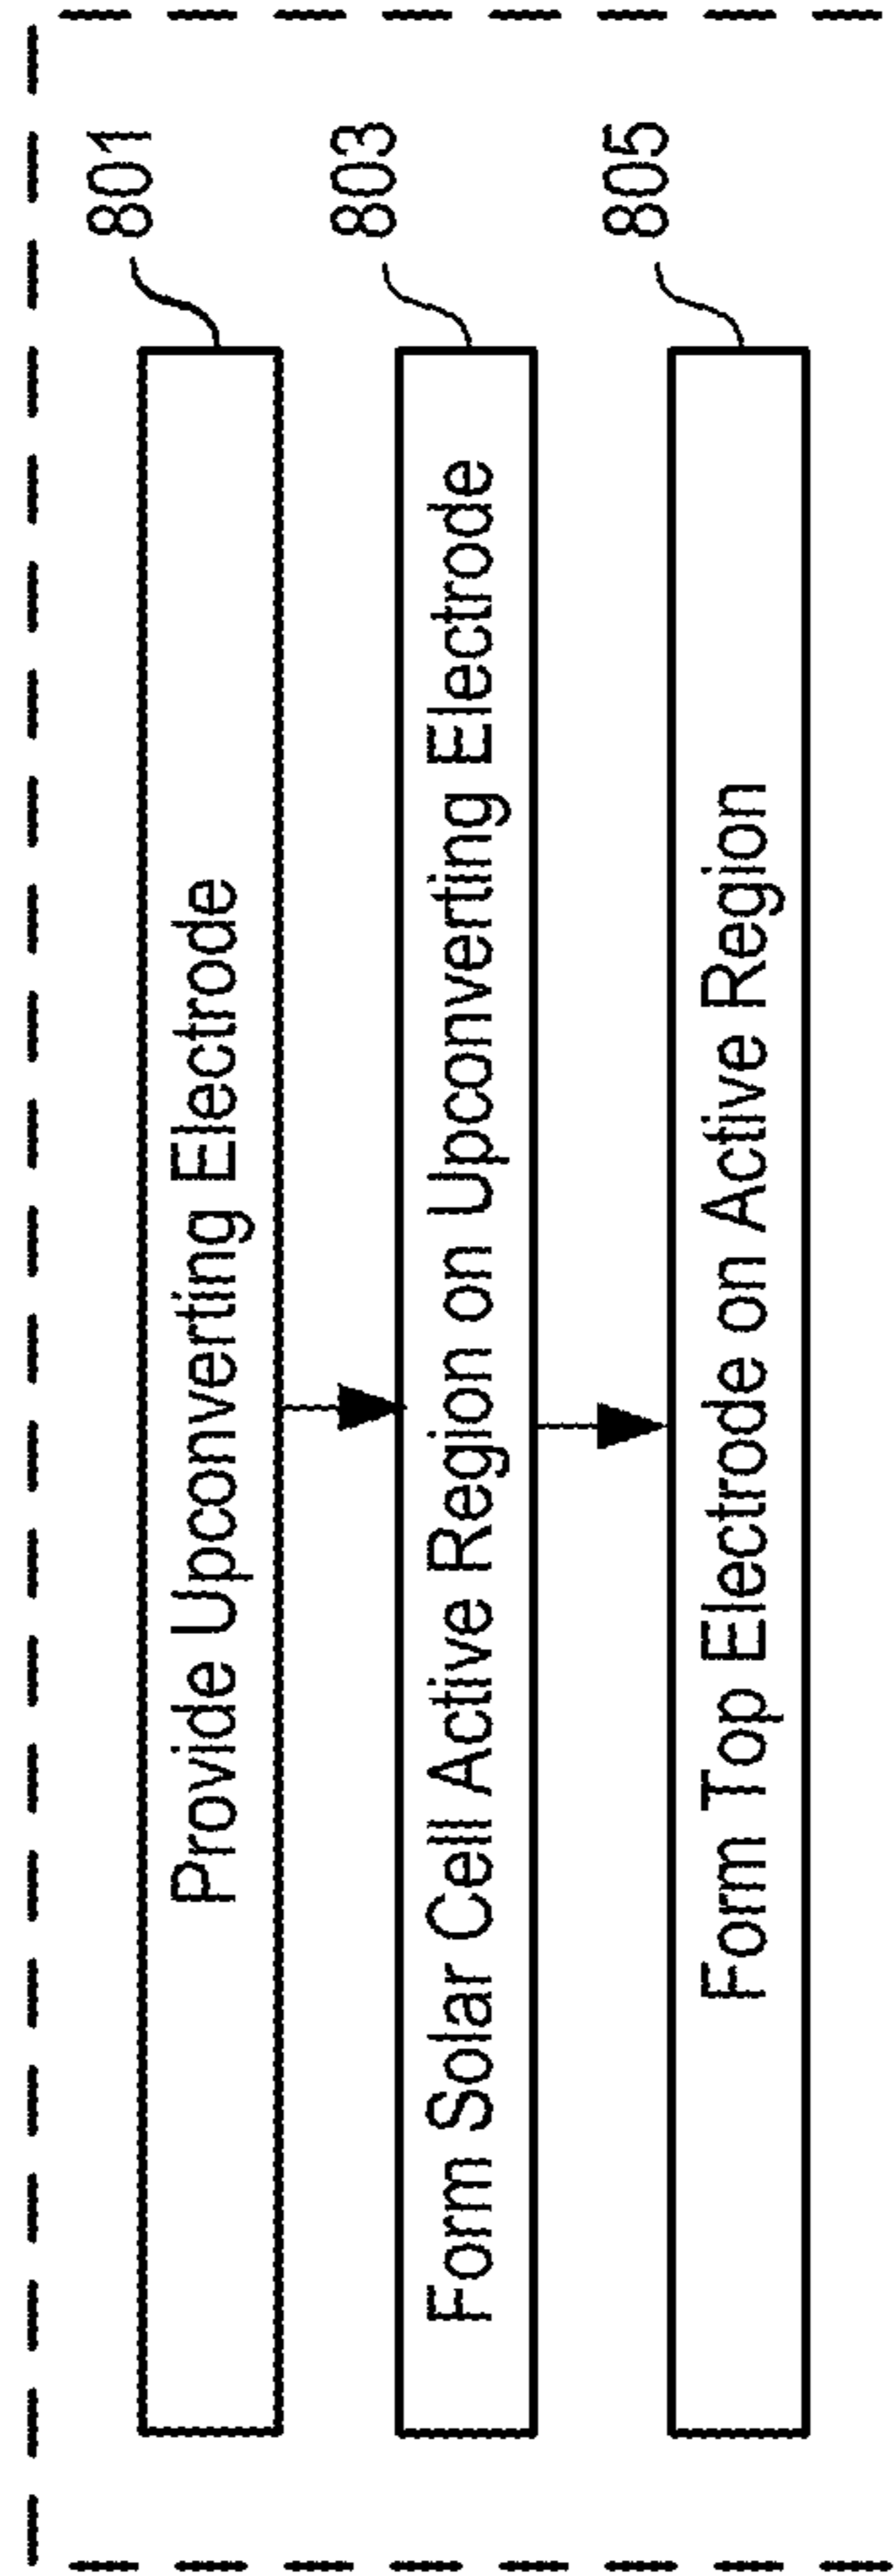 801
Provide Upconverting Electrode
803
Form Solar Cell Active Region on Upconverting Electrode
805
Form Top Electrode on Active Region